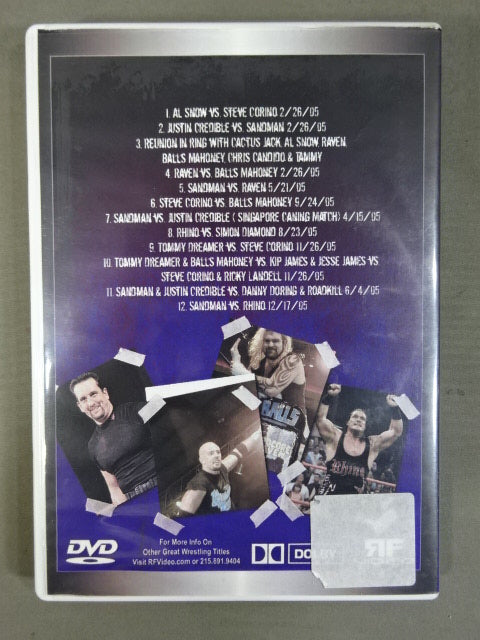 1. AL SNOW VS. STEVE CORINO 2/26/05
2. JUSTIN CREDIBLE VS. SANDMAN 2/26/05
3. REUNION IN RING WITH CACTUS JACK, AL SNOW, RAVEN,
BALLS MAHONEY, CHRIS CANDIDO & TAMMY
4. RAVEN VS. BALLS MAHONEY 2/26/05
5. SANDMAN VS. RAVEN 5/21/05
6. STEVE CORINO VS. BALLS MAHONEY 9/24/05
7. SANDMAN VS. JUSTIN CREDIBLE ( SINGAPORE CANING MATCH) 4/15/05
8. RHINO VS. SIMON DIAMOND 8/23/05
9. TOMMY DREAMER VS. STEVE CORINO 11/26/05
10. TOMMY DREAMER & BALLS MAHONEY VS. KIP JAMES & JESSE JAMES VS
STEVE CORINO & RICKY LANDELL 11/26/05
11. SANDMAN & JUSTIN CREDIBLE VS. DANNY DORING & ROADKILL 6/4/05
12. SANDMAN VS. RHINO 12/17/05
BALLS
DVD
For More Info On
Other Great Wrestling Titles
Visit RFVideo.com or 215.891.9404
DOLBY
RF